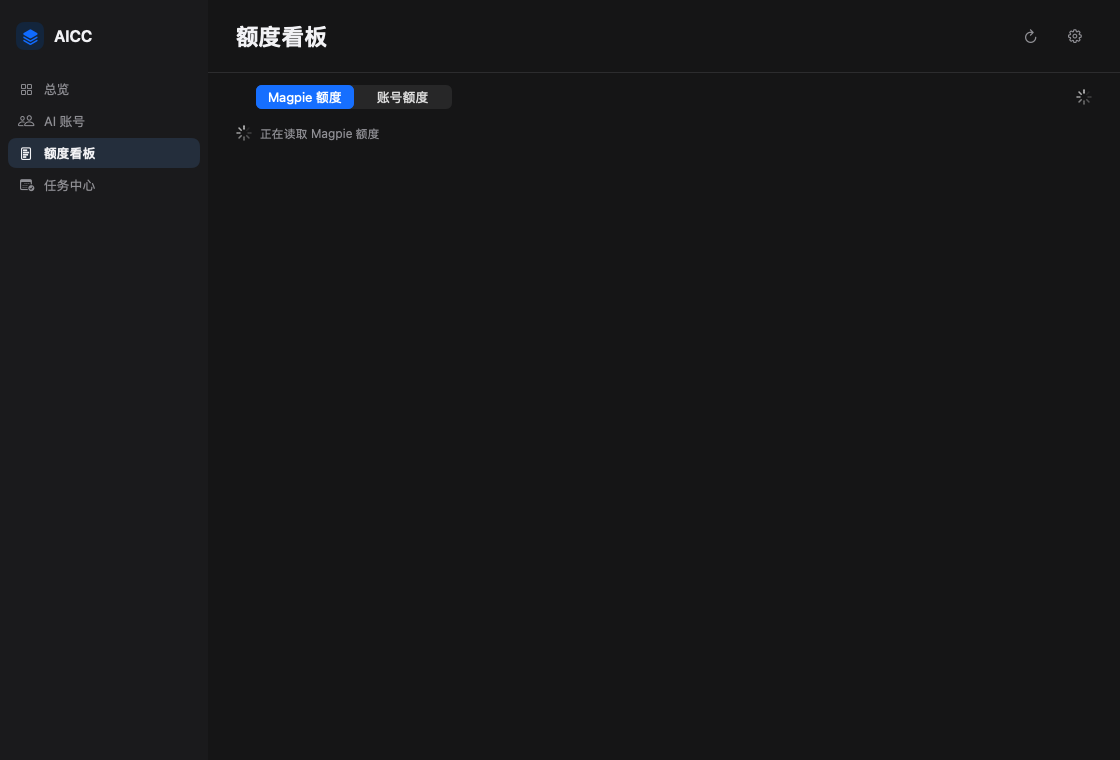 AICC
总览
AI 账号
额度看板
任务中心
额度看板
Magpie 额度
账号额度
正在读取 Magpie 额度